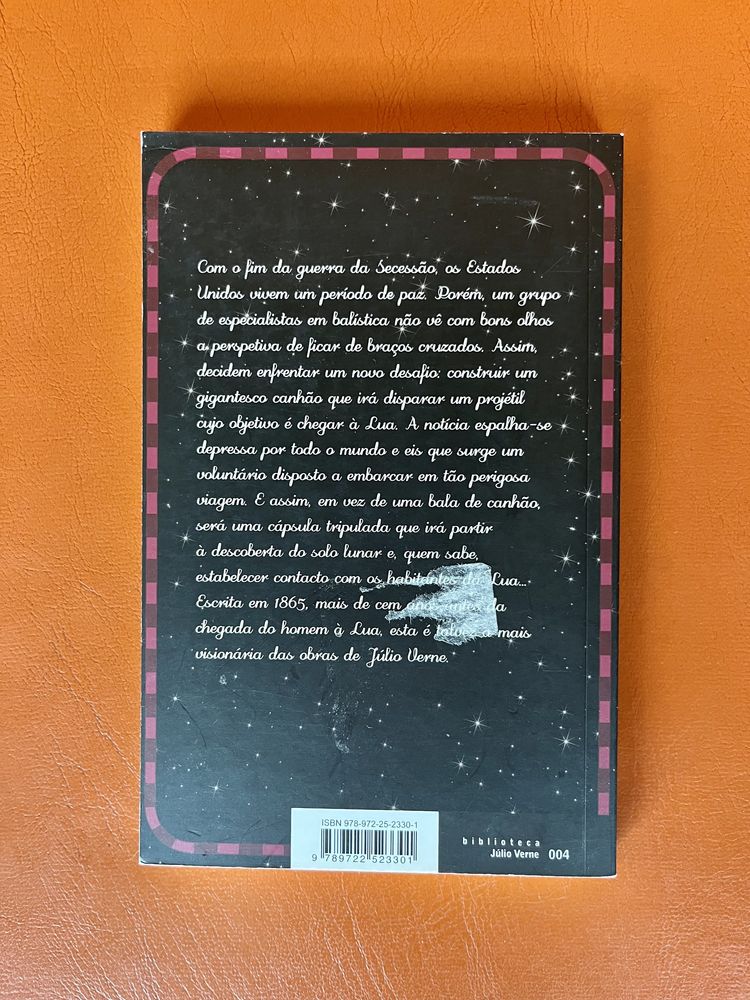 Com o fim da guerra da Secessão, os Estados
Unidos vivem um período de paz. Porém, um grupo
de especialistas em balística não vê com bons olhos
a perspetiva de ficar de braços cruzados. Assim,
decidem enfrentar um novo desafio: construir um
gigantesco canhão que irá disparar um projétil
cujo objetivo é chegar à Lua. A notícia espalha-se
depressa por todo o mundo e eis que surge um
voluntário disposto a embarcar em tão perigosa
viagem. E assim, em vez de uma bala de canhão,
será uma cápsula tripulada que irá partir
à descoberta do solo lunar e, quem sabe,
estabelecer contacto com os habitantes da Lua...
Escrita em 1865, mais de cem anos antes da
chegada do homem à Lua, esta é a mais
visionária das obras de Júlio Verne.
ISBN 978-972-25-2330-1
9 789722 523301
biblioteca
Júlio Verne 004